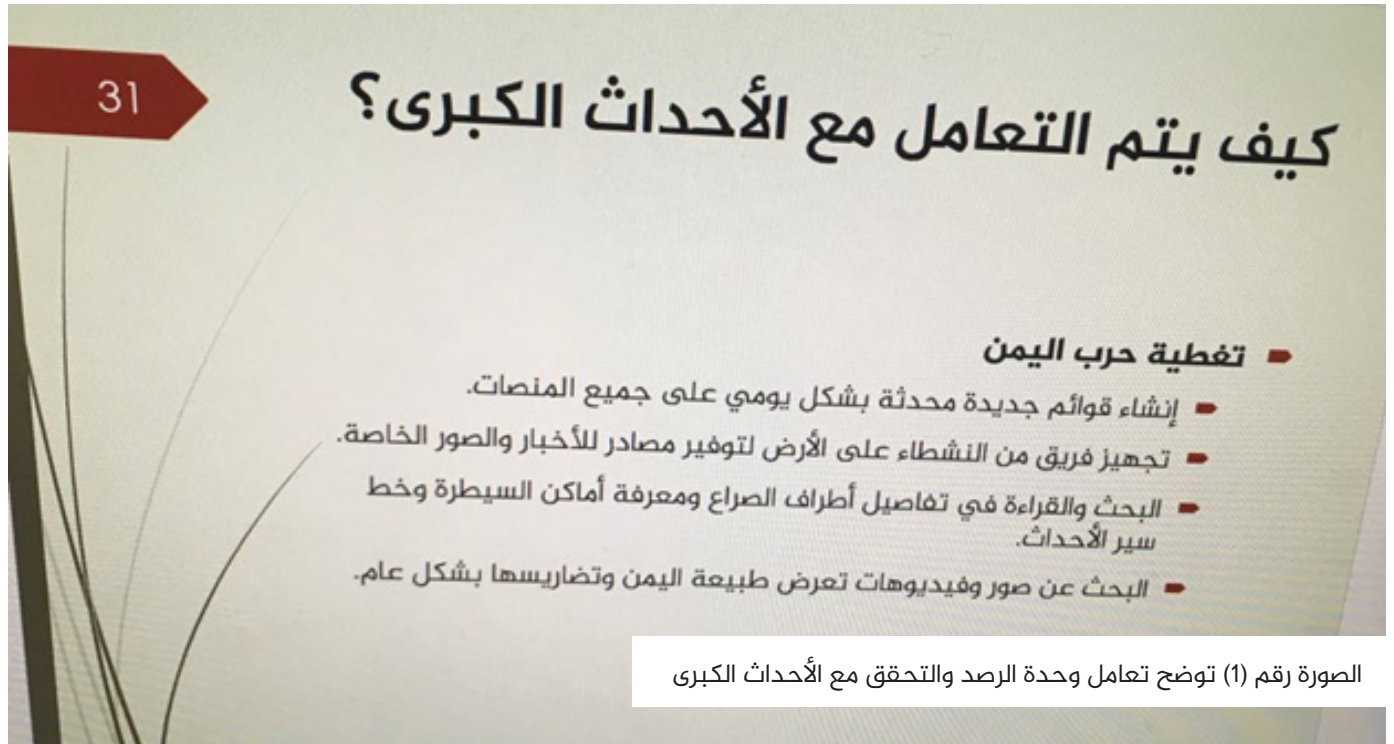 31
كيف يتم التعامل مع الأحداث الكبرى؟
تغطية حرب اليمن
إنشاء قوائم جديدة محدثة بشكل يومي على جميع المنصات.
تجهيز فريق من النشطاء على الأرض لتوفير مصادر للأخبار والصور الخاصة.
البحث والقراءة في تفاصيل أطراف الصراع ومعرفة أماكن السيطرة وخط
سير الأحداث.
البحث عن صور وفيديوهات تعرض طبيعة اليمن وتضاريسها بشكل عام.
الصورة رقم (1) توضح تعامل وحدة الرصد والتحقق مع الأحداث الكبرى